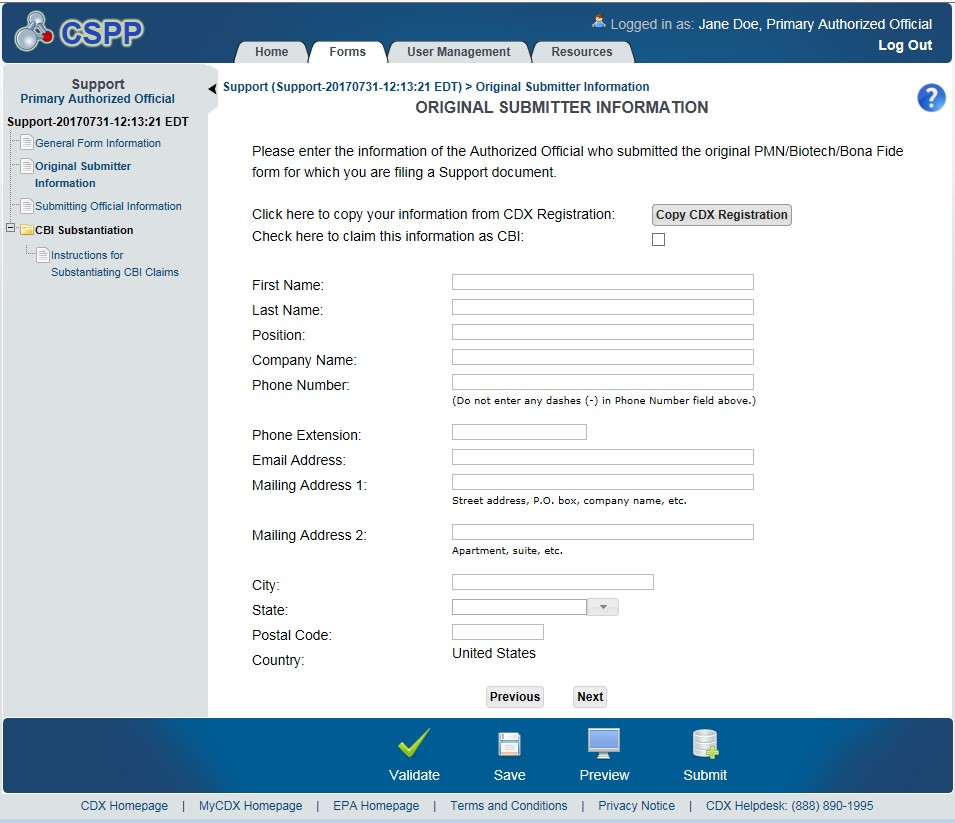 CSPP
Logged in as: Jane Doe, Primary Authorized Official
Log Out
Home
Forms
User Management
Resources
Support
Primary Authorized Official
Support-20170731-12:13:21 EDT
General Form Information
Original Submitter
Information
Submitting Official Information
CBI Substantiation
Instructions for
Substantiating CBI Claims
Support (Support-20170731-12:13:21 EDT) > Original Submitter Information
ORIGINAL SUBMITTER INFORMATION
?
Please enter the information of the Authorized Official who submitted the original PMN/Biotech/Bona Fide
form for which you are filing a Support document.
Click here to copy your information from CDX Registration:
Copy CDX Registration
Check here to claim this information as CBI:
First Name:
Last Name:
Position:
Company Name:
Phone Number:
(Do not enter any dashes (-) in Phone Number field above.)
Phone Extension:
Email Address:
Mailing Address 1:
Street address, P.O. box, company name, etc.
Mailing Address 2:
Apartment, suite, etc.
City:
State:
Postal Code:
Country:
United States
Previous
Next
Validate
Save
Preview
Submit
CDX Homepage | MyCDX Homepage | EPA Homepage | Terms and Conditions | Privacy Notice | CDX Helpdesk: (888) 890-1995